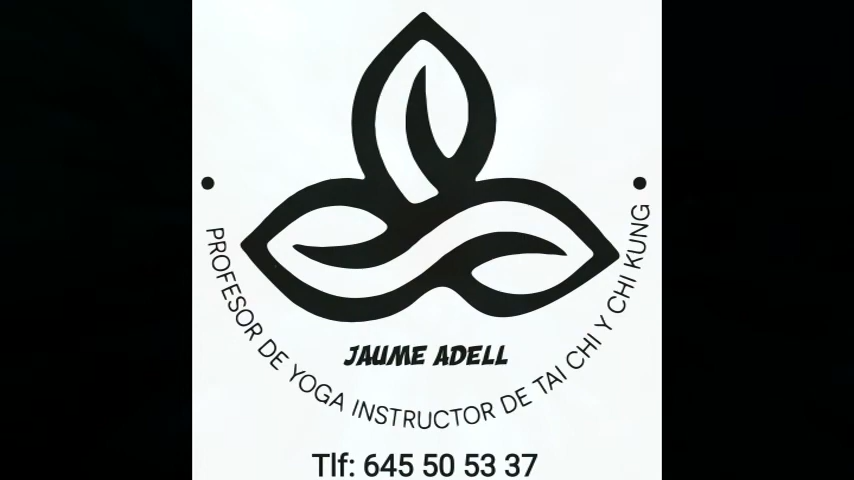 JAUME ADELL
PROFESOR DE YOGA INSTRUCTOR DE TAI CHI Y CHI KUNG
Tlf: 645 50 53 37